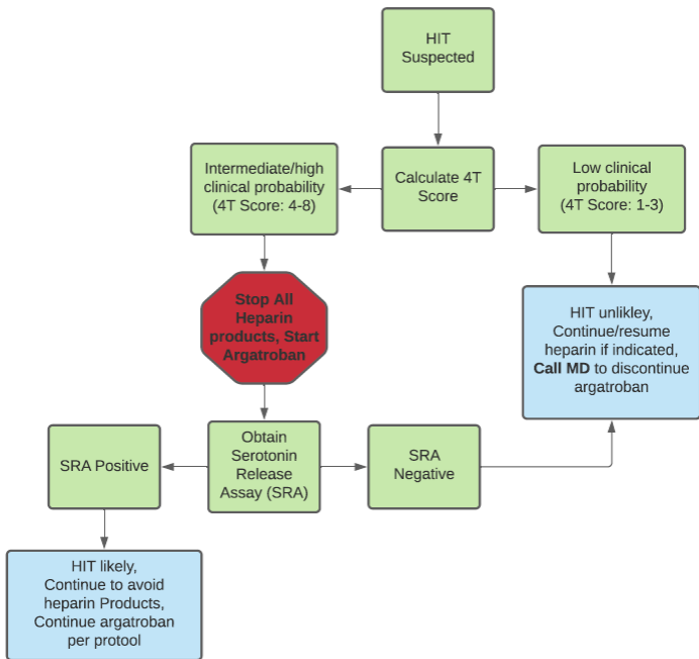 HIT
Suspected
Intermediate/high
clinical probability
(4T Score: 4-8)
Calculate 4T
Score
Low clinical
probability
(4T Score: 1-3)
Stop All
Heparin
products, Start
Argatroban
HIT unlikley,
Continue/resume
heparin if indicated,
Call MD to discontinue
argatroban
SRA Positive
Obtain
Serotonin
Release
Assay (SRA)
SRA
Negative
HIT likely,
Continue to avoid
heparin Products,
Continue argatroban
per protool